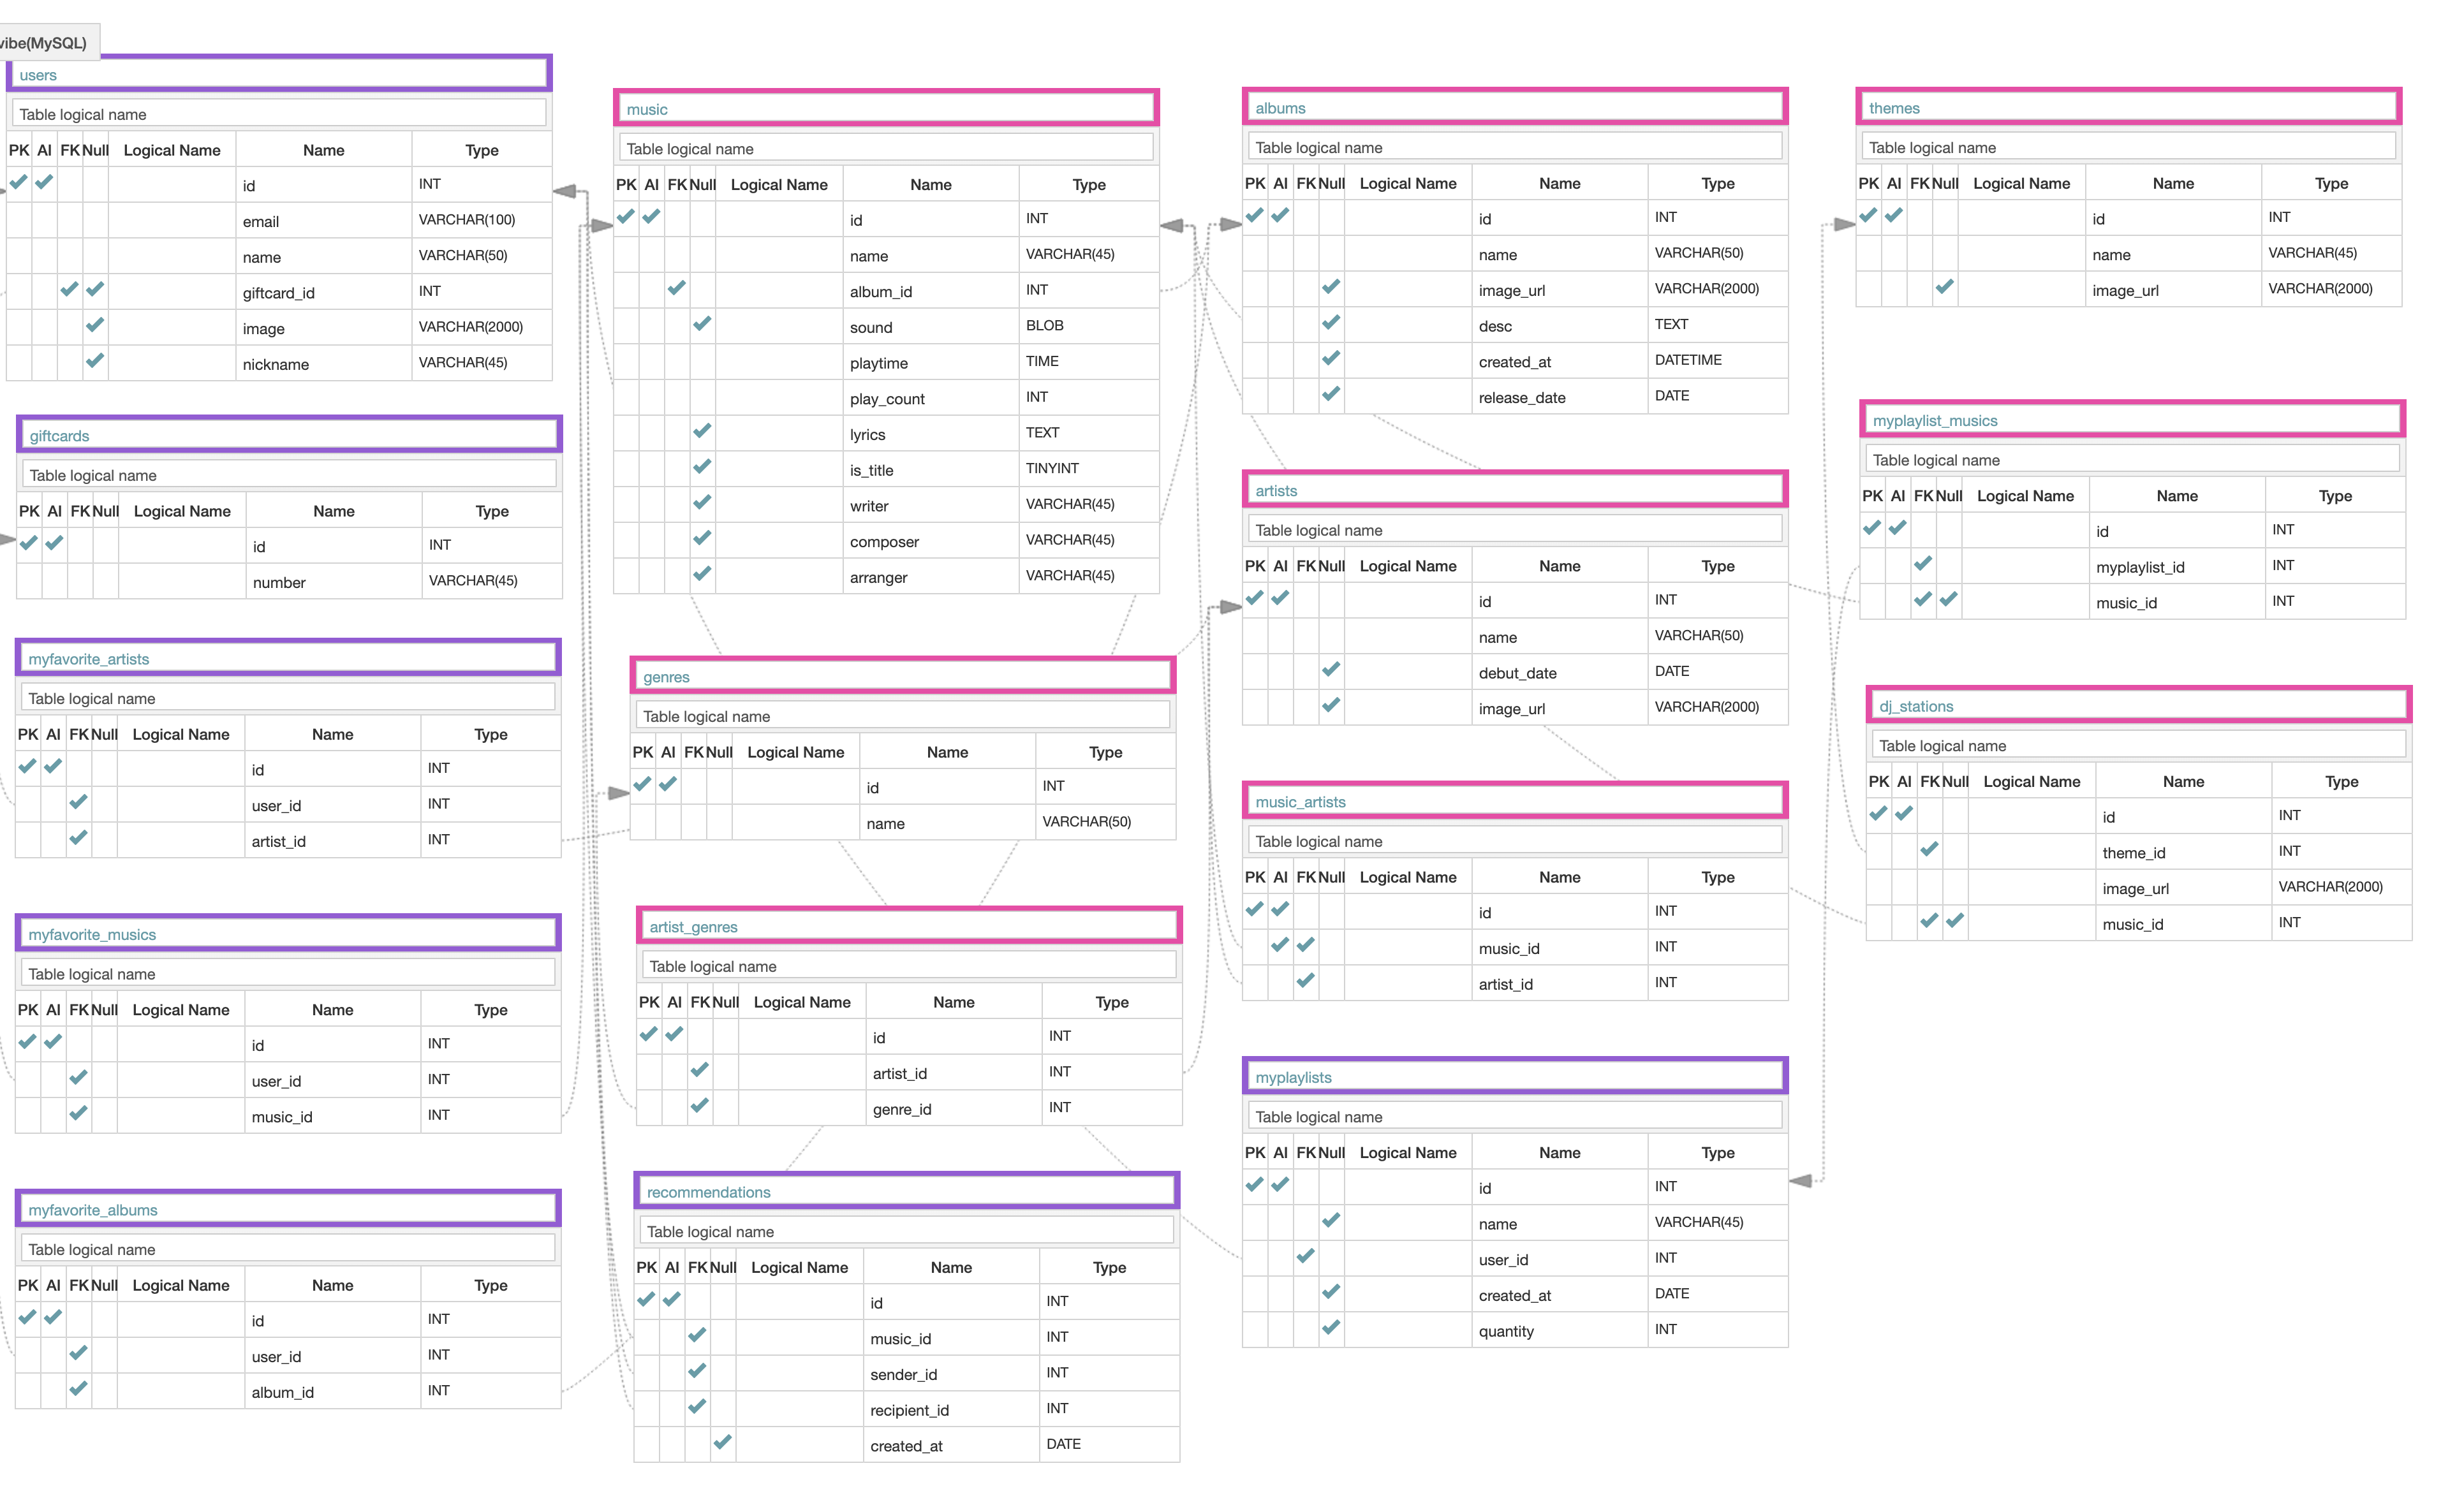 vibe(MySQL)
users
Table logical name
PK AI FK Null Logical Name Name Type
id INT
email VARCHAR(100)
name VARCHAR(50)
giftcard_id INT
image VARCHAR(2000)
nickname VARCHAR(45)
giftcards
Table logical name
PK AI FK Null Logical Name Name Type
id INT
number VARCHAR(45)
myfavorite_artists
Table logical name
PK AI FK Null Logical Name Name Type
id INT
user_id INT
artist_id INT
myfavorite_musics
Table logical name
PK AI FK Null Logical Name Name Type
id INT
user_id INT
music_id INT
myfavorite_albums
Table logical name
PK AI FK Null Logical Name Name Type
id INT
user_id INT
album_id INT
music
Table logical name
PK AI FK Null Logical Name Name Type
id INT
name VARCHAR(45)
album_id INT
sound BLOB
playtime TIME
play_count INT
lyrics TEXT
is_title TINYINT
writer VARCHAR(45)
composer VARCHAR(45)
arranger VARCHAR(45)
genres
Table logical name
PK AI FK Null Logical Name Name Type
id INT
name VARCHAR(50)
artist_genres
Table logical name
PK AI FK Null Logical Name Name Type
id INT
artist_id INT
genre_id INT
recommendations
Table logical name
PK AI FK Null Logical Name Name Type
id INT
music_id INT
sender_id INT
recipient_id INT
created_at DATE
albums
Table logical name
PK AI FK Null Logical Name Name Type
id INT
name VARCHAR(50)
image_url VARCHAR(2000)
desc TEXT
created_at DATETIME
release_date DATE
artists
Table logical name
PK AI FK Null Logical Name Name Type
id INT
name VARCHAR(50)
debut_date DATE
image_url VARCHAR(2000)
music_artists
Table logical name
PK AI FK Null Logical Name Name Type
id INT
music_id INT
artist_id INT
myplaylists
Table logical name
PK AI FK Null Logical Name Name Type
id INT
name VARCHAR(45)
user_id INT
created_at DATE
quantity INT
themes
Table logical name
PK AI FK Null Logical Name Name Type
id INT
name VARCHAR(45)
image_url VARCHAR(2000)
myplaylist_musics
Table logical name
PK AI FK Null Logical Name Name Type
id INT
myplaylist_id INT
music_id INT
dj_stations
Table logical name
PK AI FK Null Logical Name Name Type
id INT
theme_id INT
image_url VARCHAR(2000)
music_id INT